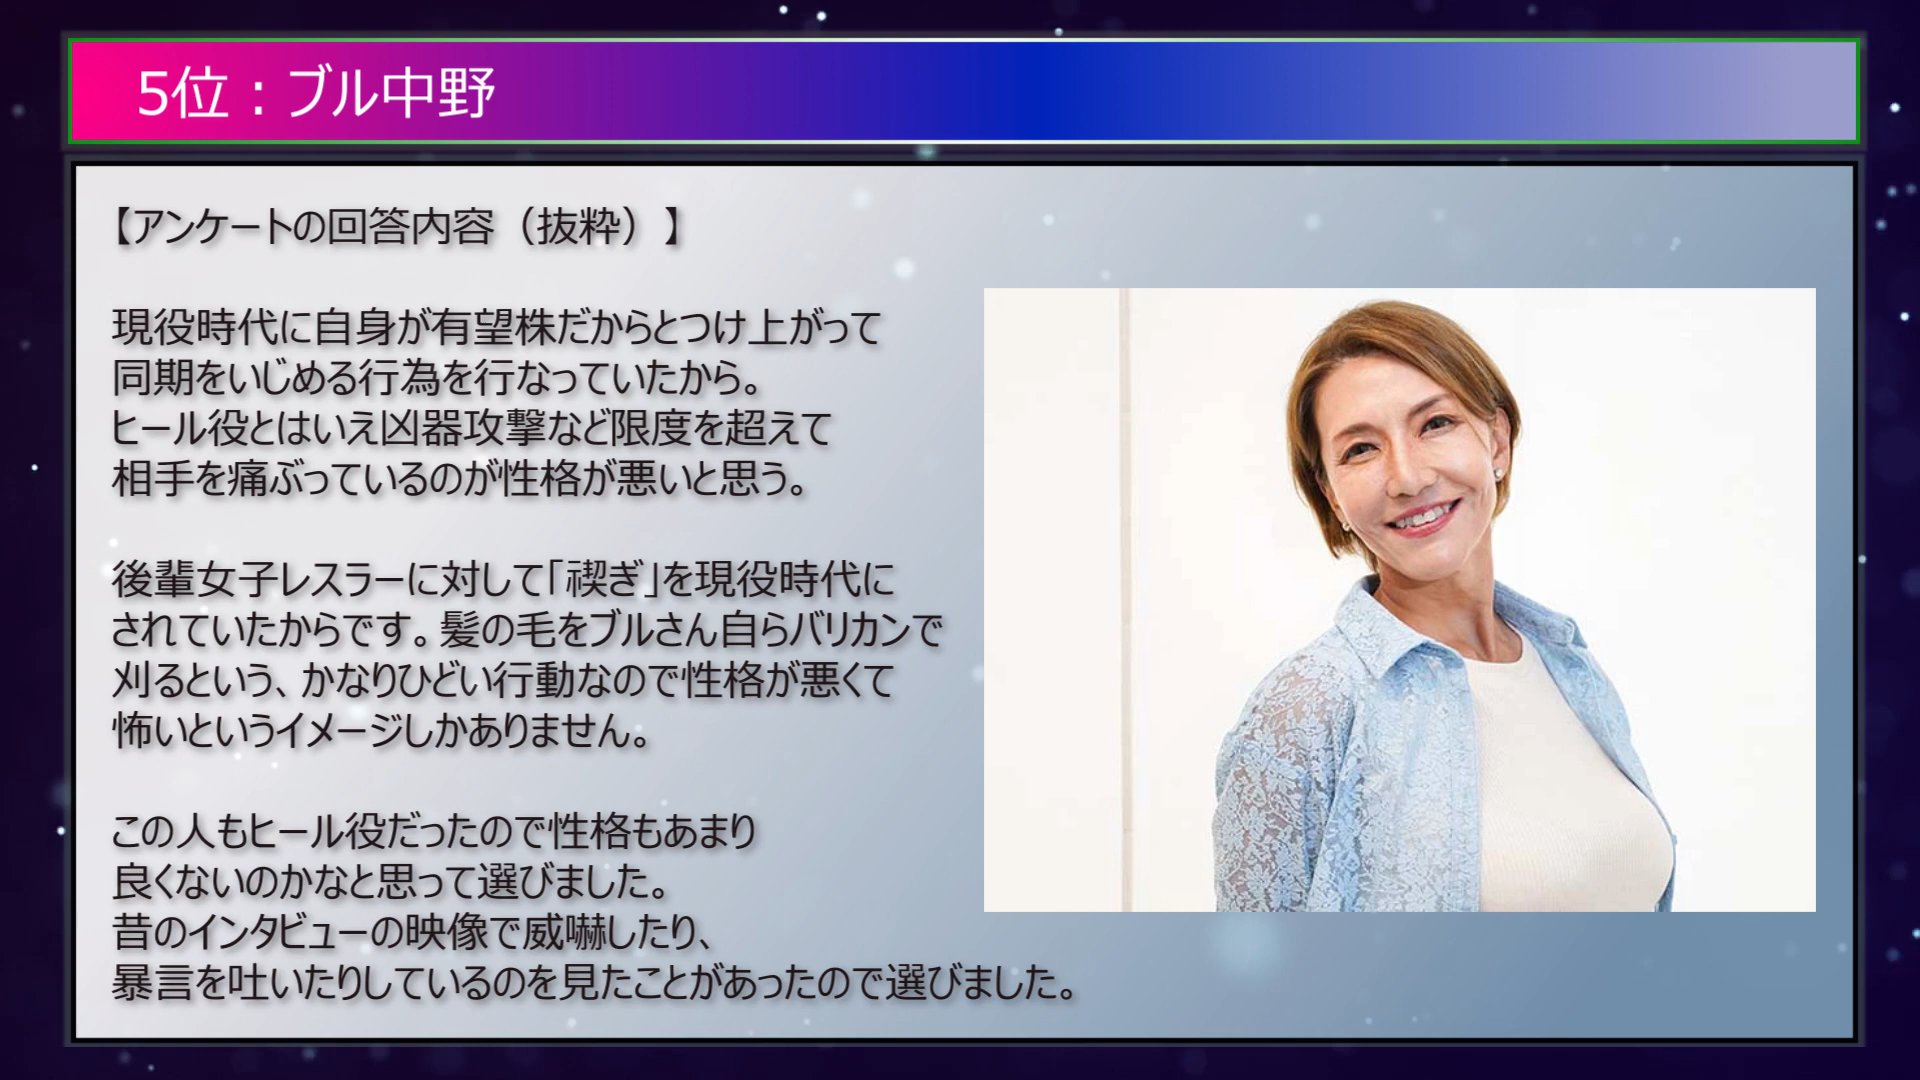 5位：ブル中野
【アンケートの回答内容（抜粋）】
現役時代に自身が有望株だからとつけ上がって
同期をいじめる行為を行なっていたから。
ヒール役とはいえ凶器攻撃など限度を超えて
相手を痛ぶっているのが性格が悪いと思う。
後輩女子レスラーに対して「禊ぎ」を現役時代に
されていたからです。髪の毛をブルさん自らバリカンで
刈るという、かなりひどい行動なので性格が悪くて
怖いというイメージしかありません。
この人もヒール役だったので性格もあまり
良くないのかなと思って選びました。
昔のインタビューの映像で威嚇したり、
暴言を吐いたりしているのを見たことがあったので選びました。